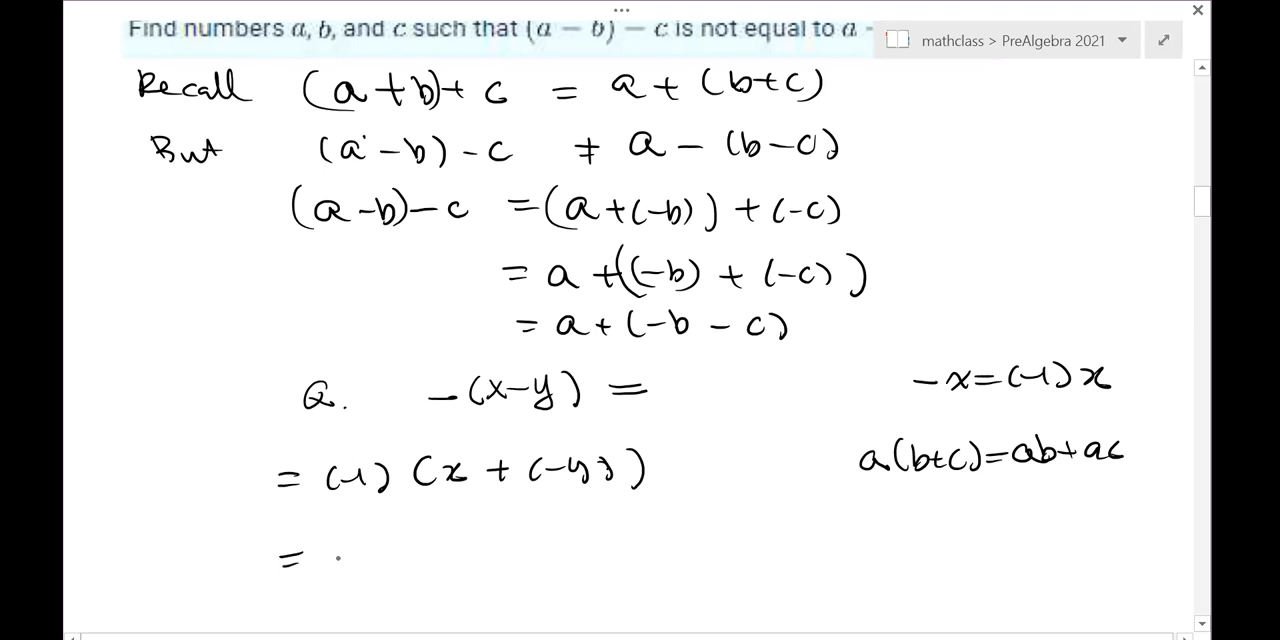 Find numbers a, b, and c such that (a − b) − c is not equal to a −
mathclass > PreAlgebra 2021
Recall (a + b) + c = a + (b+c)
But (a - b) - c ≠ a - (b - c)
(a - b) - c = (a + (-b)) + (-c)
= a + ((-b) + (-c))
= a + (-b - c)
Q. -(x-y) =
-x = (-1) x
= (-1) (x + (-y))
a(b+c) = ab + ac
=